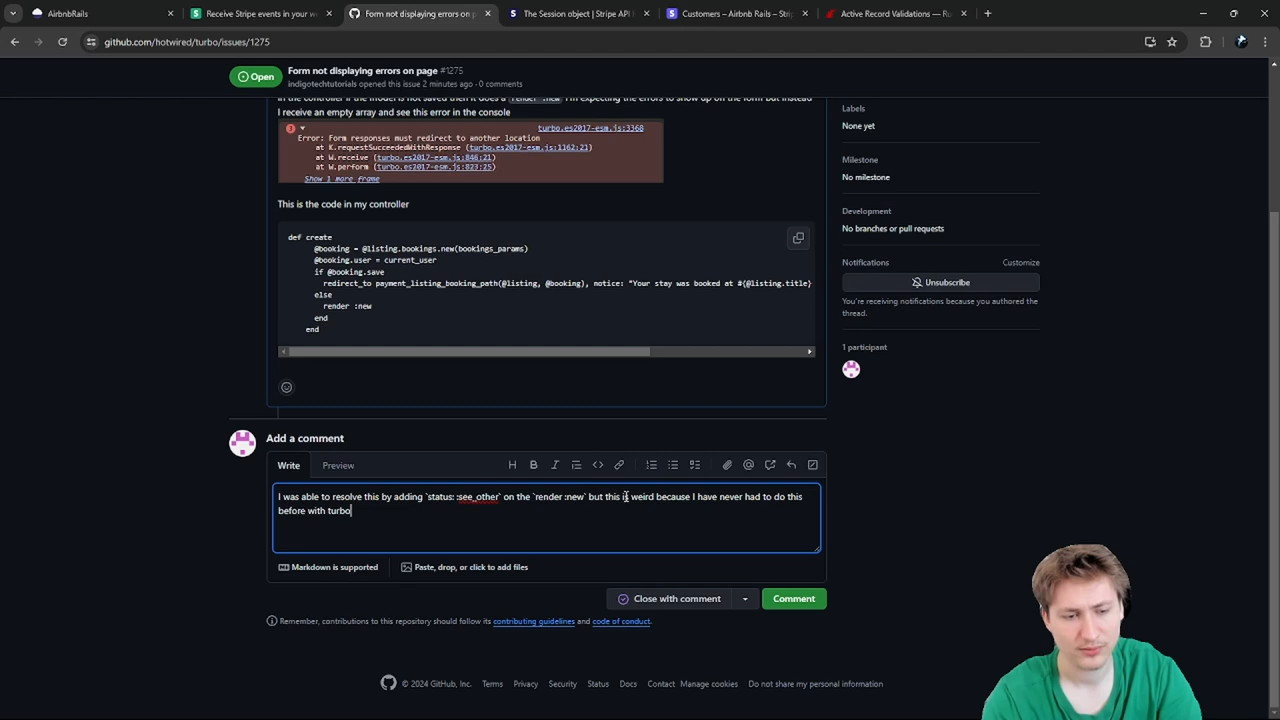 AirbnbRails
Receive Stripe events in your w
Form not displaying errors on p
The Session object | Stripe API
Customers – Airbnb Rails – Stri
Active Record Validations — Ru
github.com/hotwired/turbo/issues/1275
Open
Form not displaying errors on page #1275
indigotechtutorials opened this issue 2 minutes ago · 0 comments
in the controller if the model is not saved then it does a render :new I'm expecting the errors to show up on the form but instead
I receive an empty array and see this error in the console
3
turbo.es2017-esm.js:3368
Error: Form responses must redirect to another location
at K.requestSucceededWithResponse (turbo.es2017-esm.js:1162:21)
at W.receive (turbo.es2017-esm.js:846:21)
at W.perform (turbo.es2017-esm.js:823:25)
Show 1 more frame
This is the code in my controller
def create
@booking = @listing.bookings.new(bookings_params)
@booking.user = current_user
if @booking.save
redirect_to payment_listing_booking_path(@listing, @booking), notice: "Your stay was booked at #{@listing.title}
else
render :new
end
end
Labels
None yet
Milestone
No milestone
Development
No branches or pull requests
Notifications
Customize
Unsubscribe
You're receiving notifications because you authored the
thread.
1 participant
Add a comment
Write
Preview
I was able to resolve this by adding `status: :see_other` on the `render :new` but this is weird because I have never had to do this
before with turbo
Markdown is supported
Paste, drop, or click to add files
Close with comment
Comment
Remember, contributions to this repository should follow its contributing guidelines and code of conduct.
© 2024 GitHub, Inc.
Terms
Privacy
Security
Status
Docs
Contact
Manage cookies
Do not share my personal information